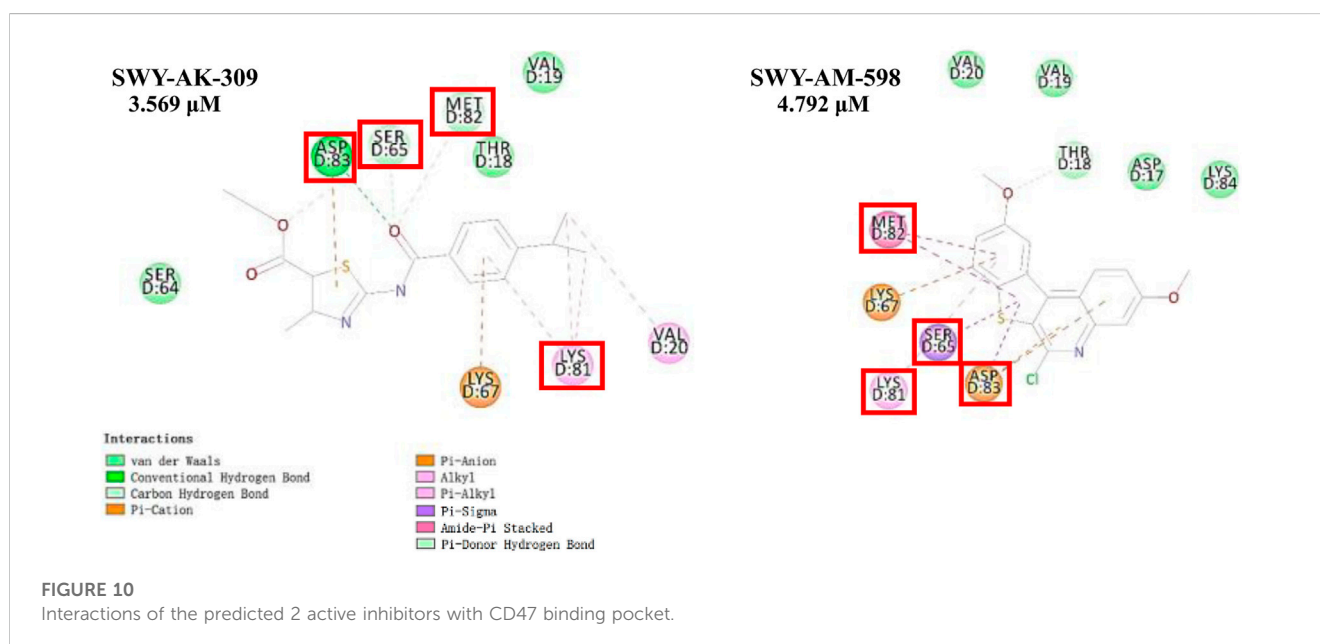 SWY-AK-309
3.569 μM
VAL
D:19
MET
D:82
SER
D:65
ASP
D:83
THR
D:18
O
O
S
O
N
N
SER
D:64
VAL
D:20
LYS
D:81
LYS
D:67
SWY-AM-598
4.792 μM
VAL
D:20
VAL
D:19
THR
D:18
ASP
D:17
LYS
D:84
O
MET
D:82
LYS
D:67
O
S
SER
D:65
N
ASP
D:83
LYS
D:81
Cl
Interactions
van der Waals
Conventional Hydrogen Bond
Carbon Hydrogen Bond
Pi-Cation
Pi-Anion
Alkyl
Pi-Alkyl
Pi-Sigma
Amide-Pi Stacked
Pi-Donor Hydrogen Bond
FIGURE 10
Interactions of the predicted 2 active inhibitors with CD47 binding pocket.